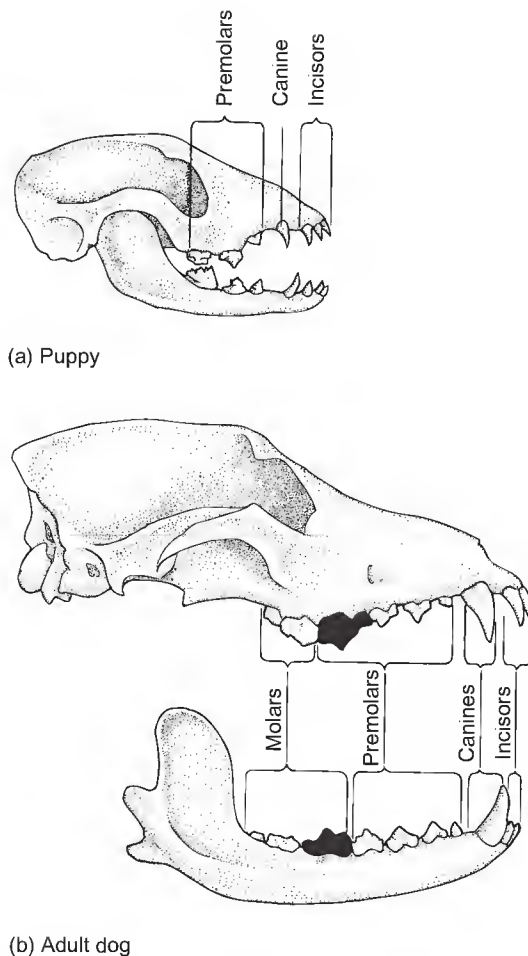 Premolars
Canine
Incisors
(a) Puppy
Molars
Premolars
Canines
Incisors
(b) Adult dog